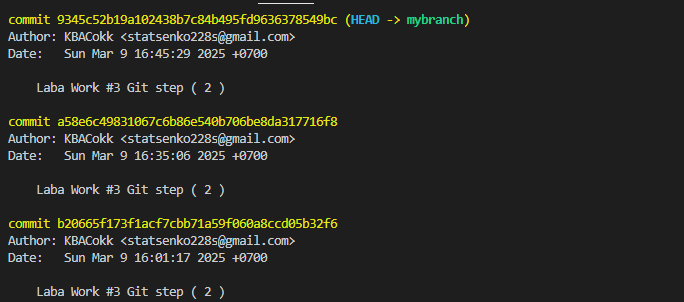 commit 9345c52b19a102438b7c84b495fd9636378549bc (HEAD -> mybranch)
Author: KBACokk <statsenko228s@gmail.com>
Date:   Sun Mar 9 16:45:29 2025 +0700
Laba Work #3 Git step ( 2 )
commit a58e6c49831067c6b86e540b706be8da317716f8
Author: KBACokk <statsenko228s@gmail.com>
Date:   Sun Mar 9 16:35:06 2025 +0700
Laba Work #3 Git step ( 2 )
commit b20665f173f1acf7cbb71a59f060a8ccd05b32f6
Author: KBACokk <statsenko228s@gmail.com>
Date:   Sun Mar 9 16:01:17 2025 +0700
Laba Work #3 Git step ( 2 )